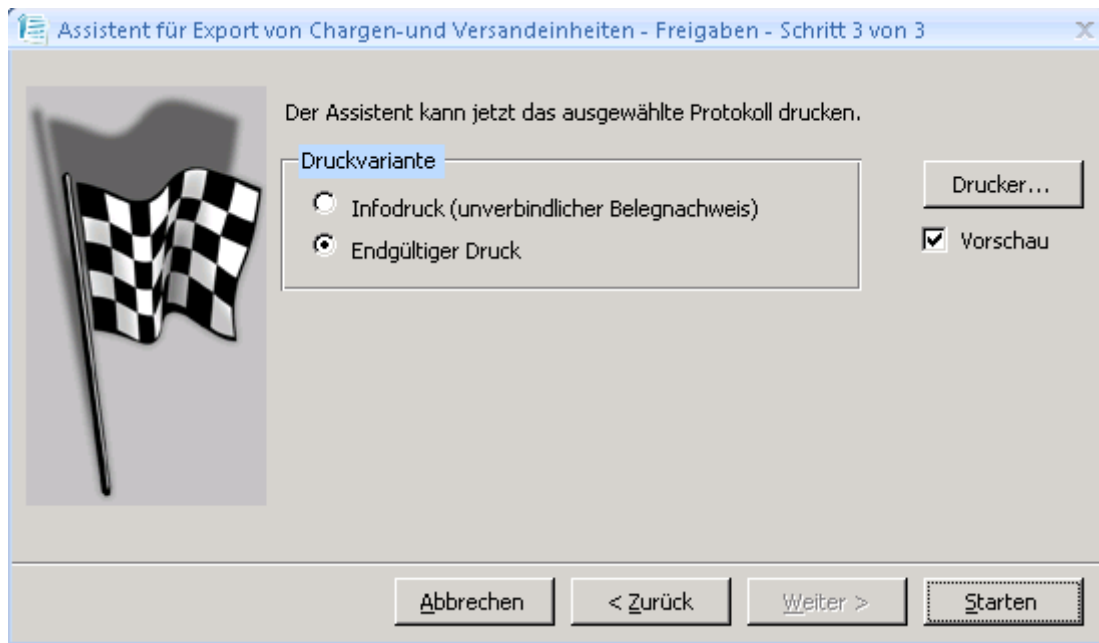 Assistent für Export von Chargen-und Versandeinheiten - Freigaben - Schritt 3 von 3
Der Assistent kann jetzt das ausgewählte Protokoll drucken.
Druckvariante
Infodruck (unverbindlicher Belegnachweis)
Endgültiger Druck
Drucker...
Vorschau
Abbrechen
< Zurück
Weiter >
Starten